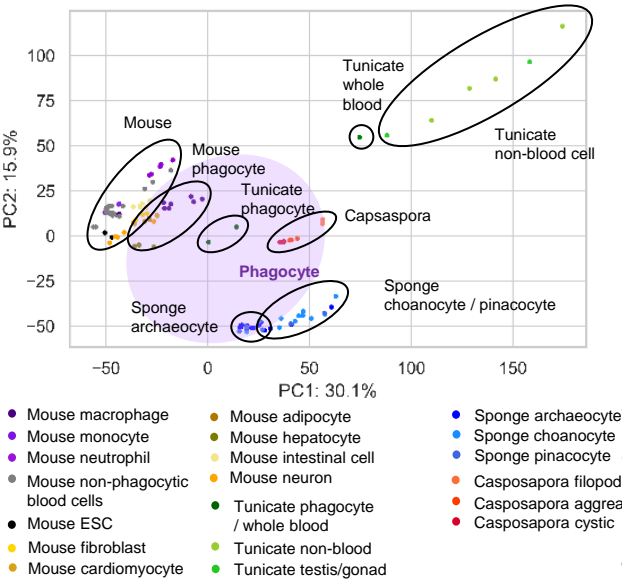 100
75
50
25
0
−25
−50
PC2: 15.9%
Tunicate
whole
blood
Tunicate
non-blood cell
Mouse
Mouse
phagocyte
Tunicate
phagocyte
Capsaspora
Phagocyte
Sponge
archaeocyte
Sponge
choanocyte / pinacocyte
−50
0
50
100
150
PC1: 30.1%
Mouse macrophage
Mouse monocyte
Mouse neutrophil
Mouse non-phagocytic
blood cells
Mouse ESC
Mouse fibroblast
Mouse cardiomyocyte
Mouse adipocyte
Mouse hepatocyte
Mouse intestinal cell
Mouse neuron
Tunicate phagocyte
/ whole blood
Tunicate non-blood
Tunicate testis/gonad
Sponge archaeocyte
Sponge choanocyte
Sponge pinacocyte
Casposapora filopod
Casposapora aggrea
Casposapora cystic